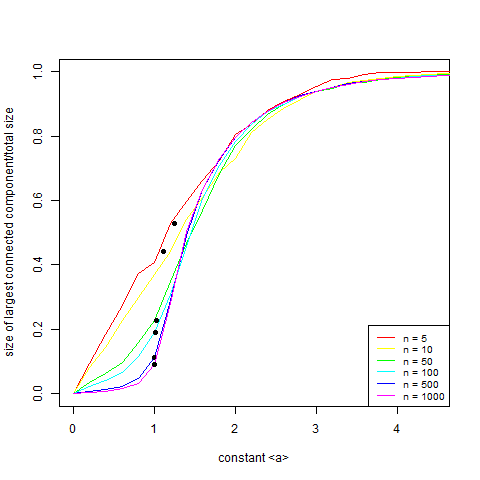 size of largest connected component/total size
1.0
0.8
0.6
0.4
0.2
0.0
n = 5
n = 10
n = 50
n = 100
n = 500
n = 1000
0 1 2 3 4
constant <a>